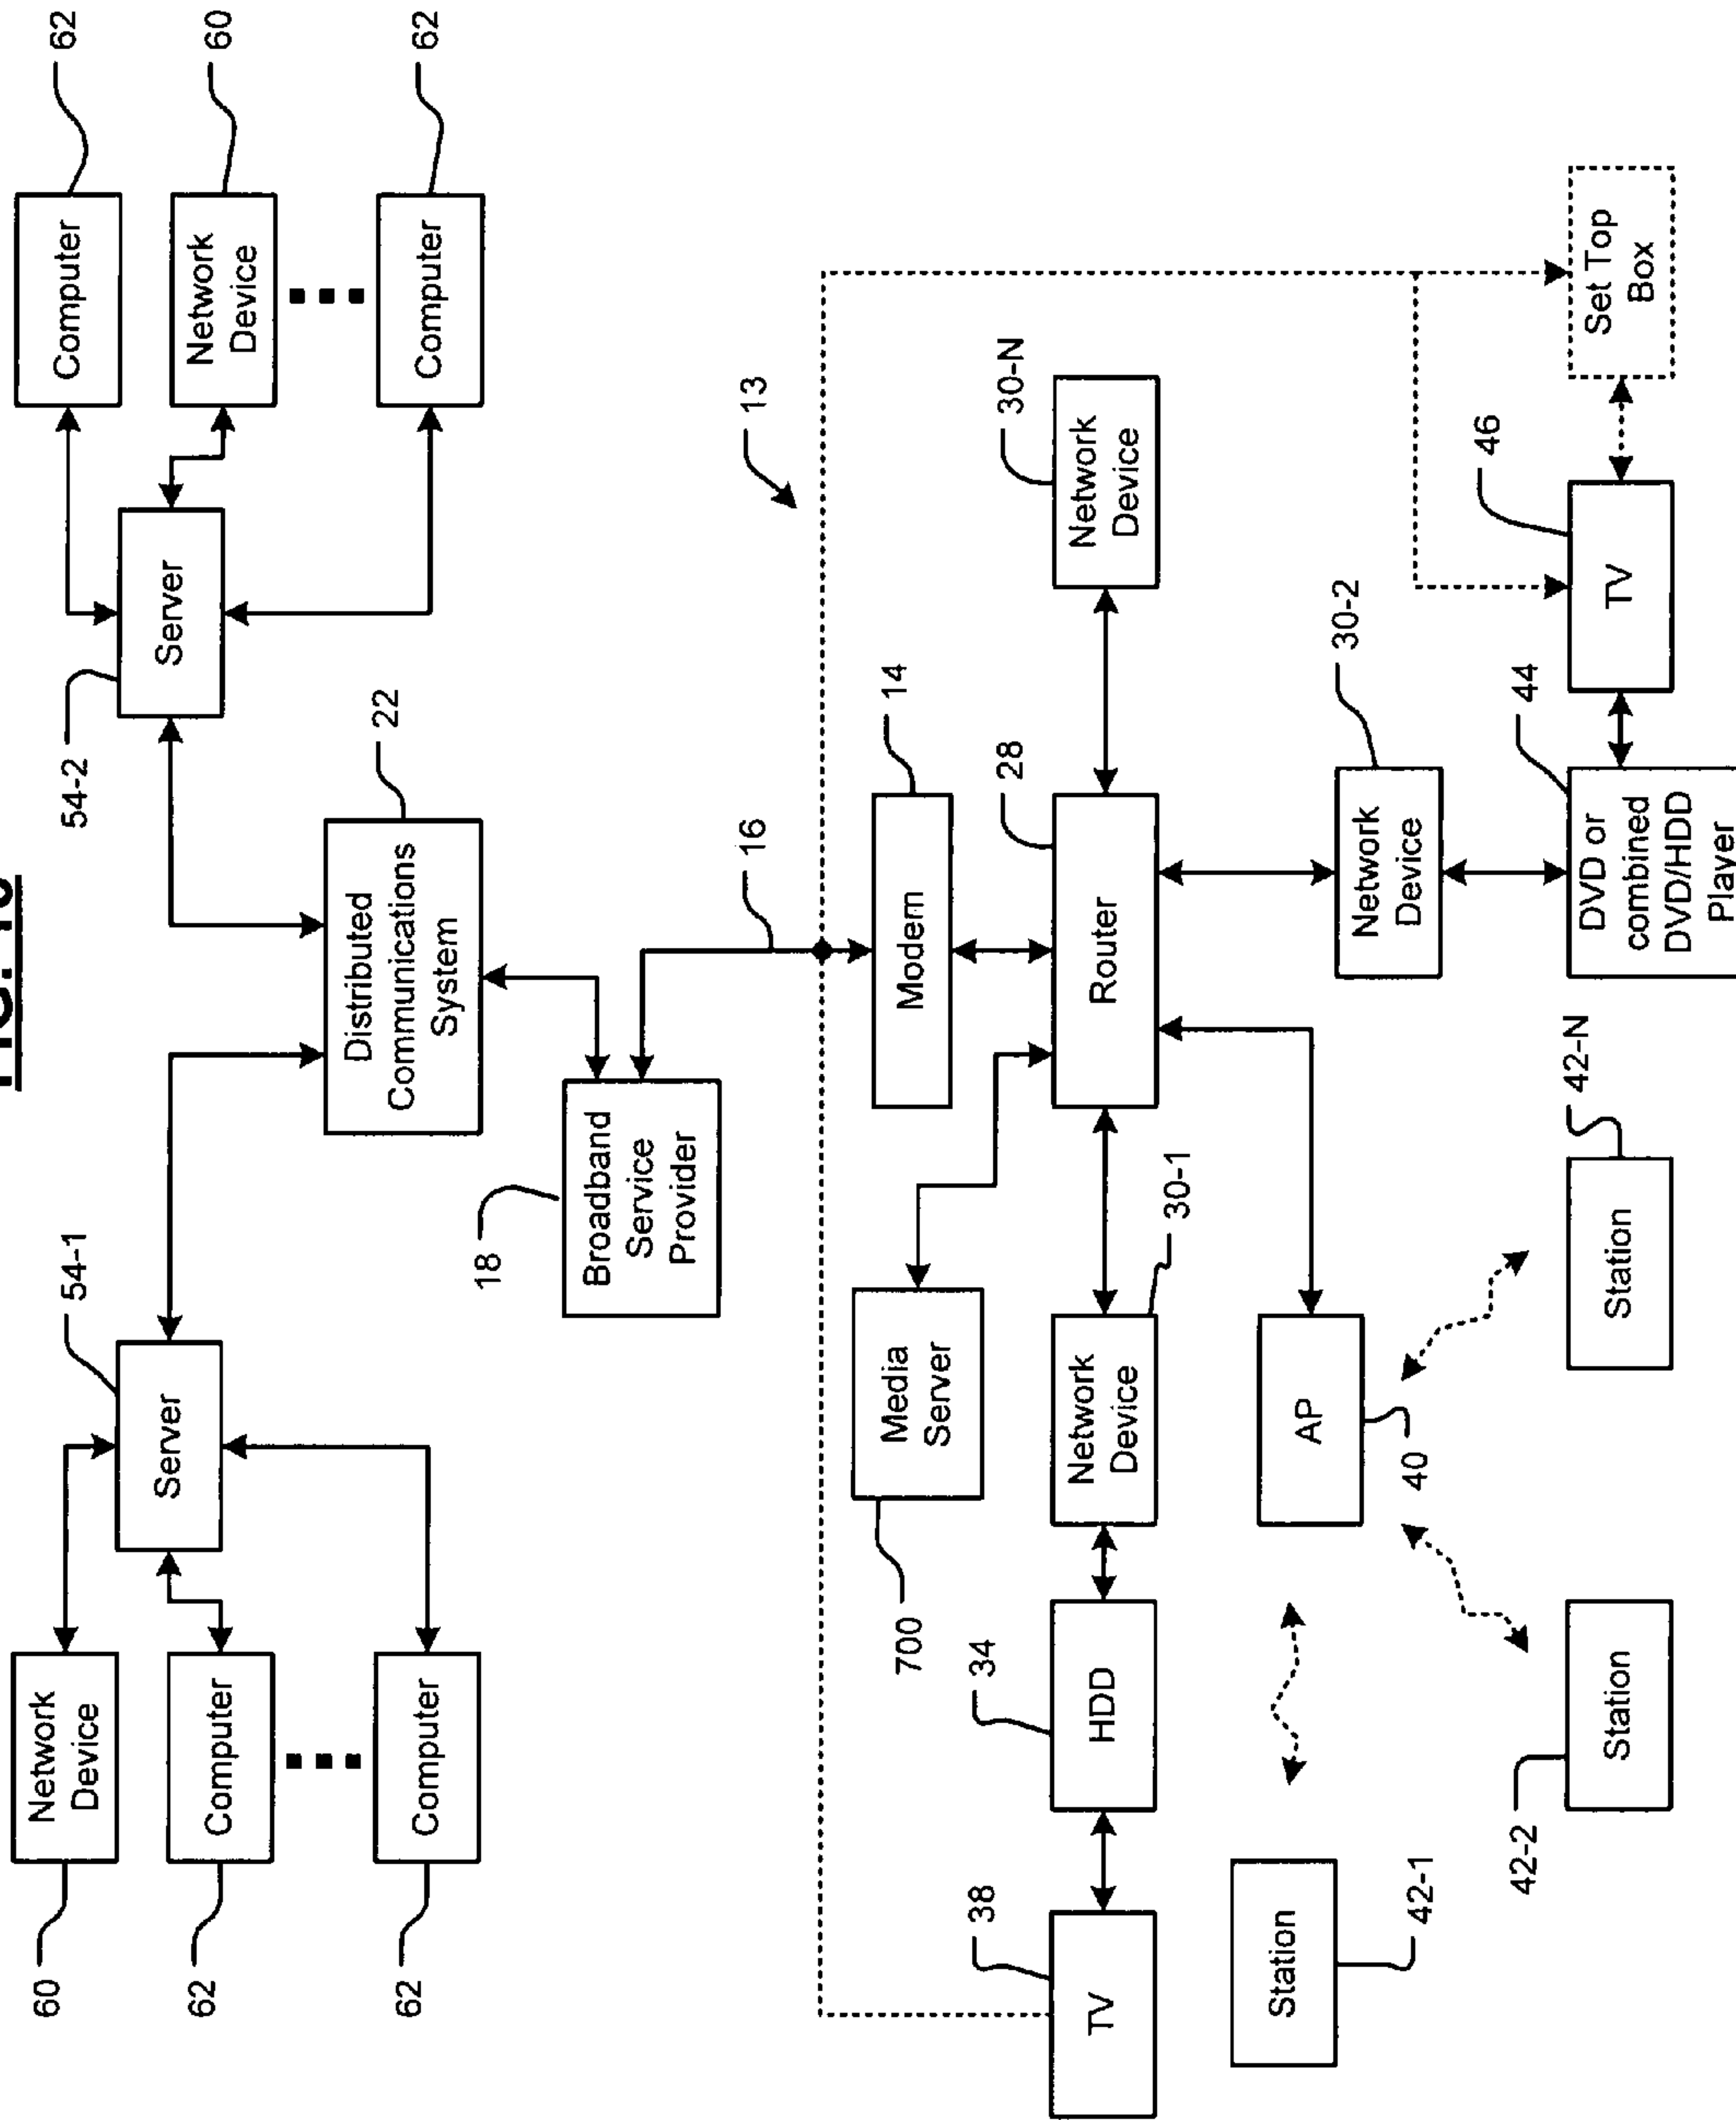 FIG.
60
Network
Device
62
Computer
62
Computer
Server
54-1
54-2
Server
Computer
62
Network
Device
60
Computer
62
Distributed
Communications
System
22
18
Broadband
Service
Provider
16
13
Modem
14
700
Media
Server
38
TV
34
HDD
Network
Device
30-1
Router
28
Network
Device
30-N
Station
42-1
AP
40
Network
Device
30-2
42-2
Station
Station
42-N
DVD or
combined
DVD/HDD
Player
44
TV
46
Set Top
Box